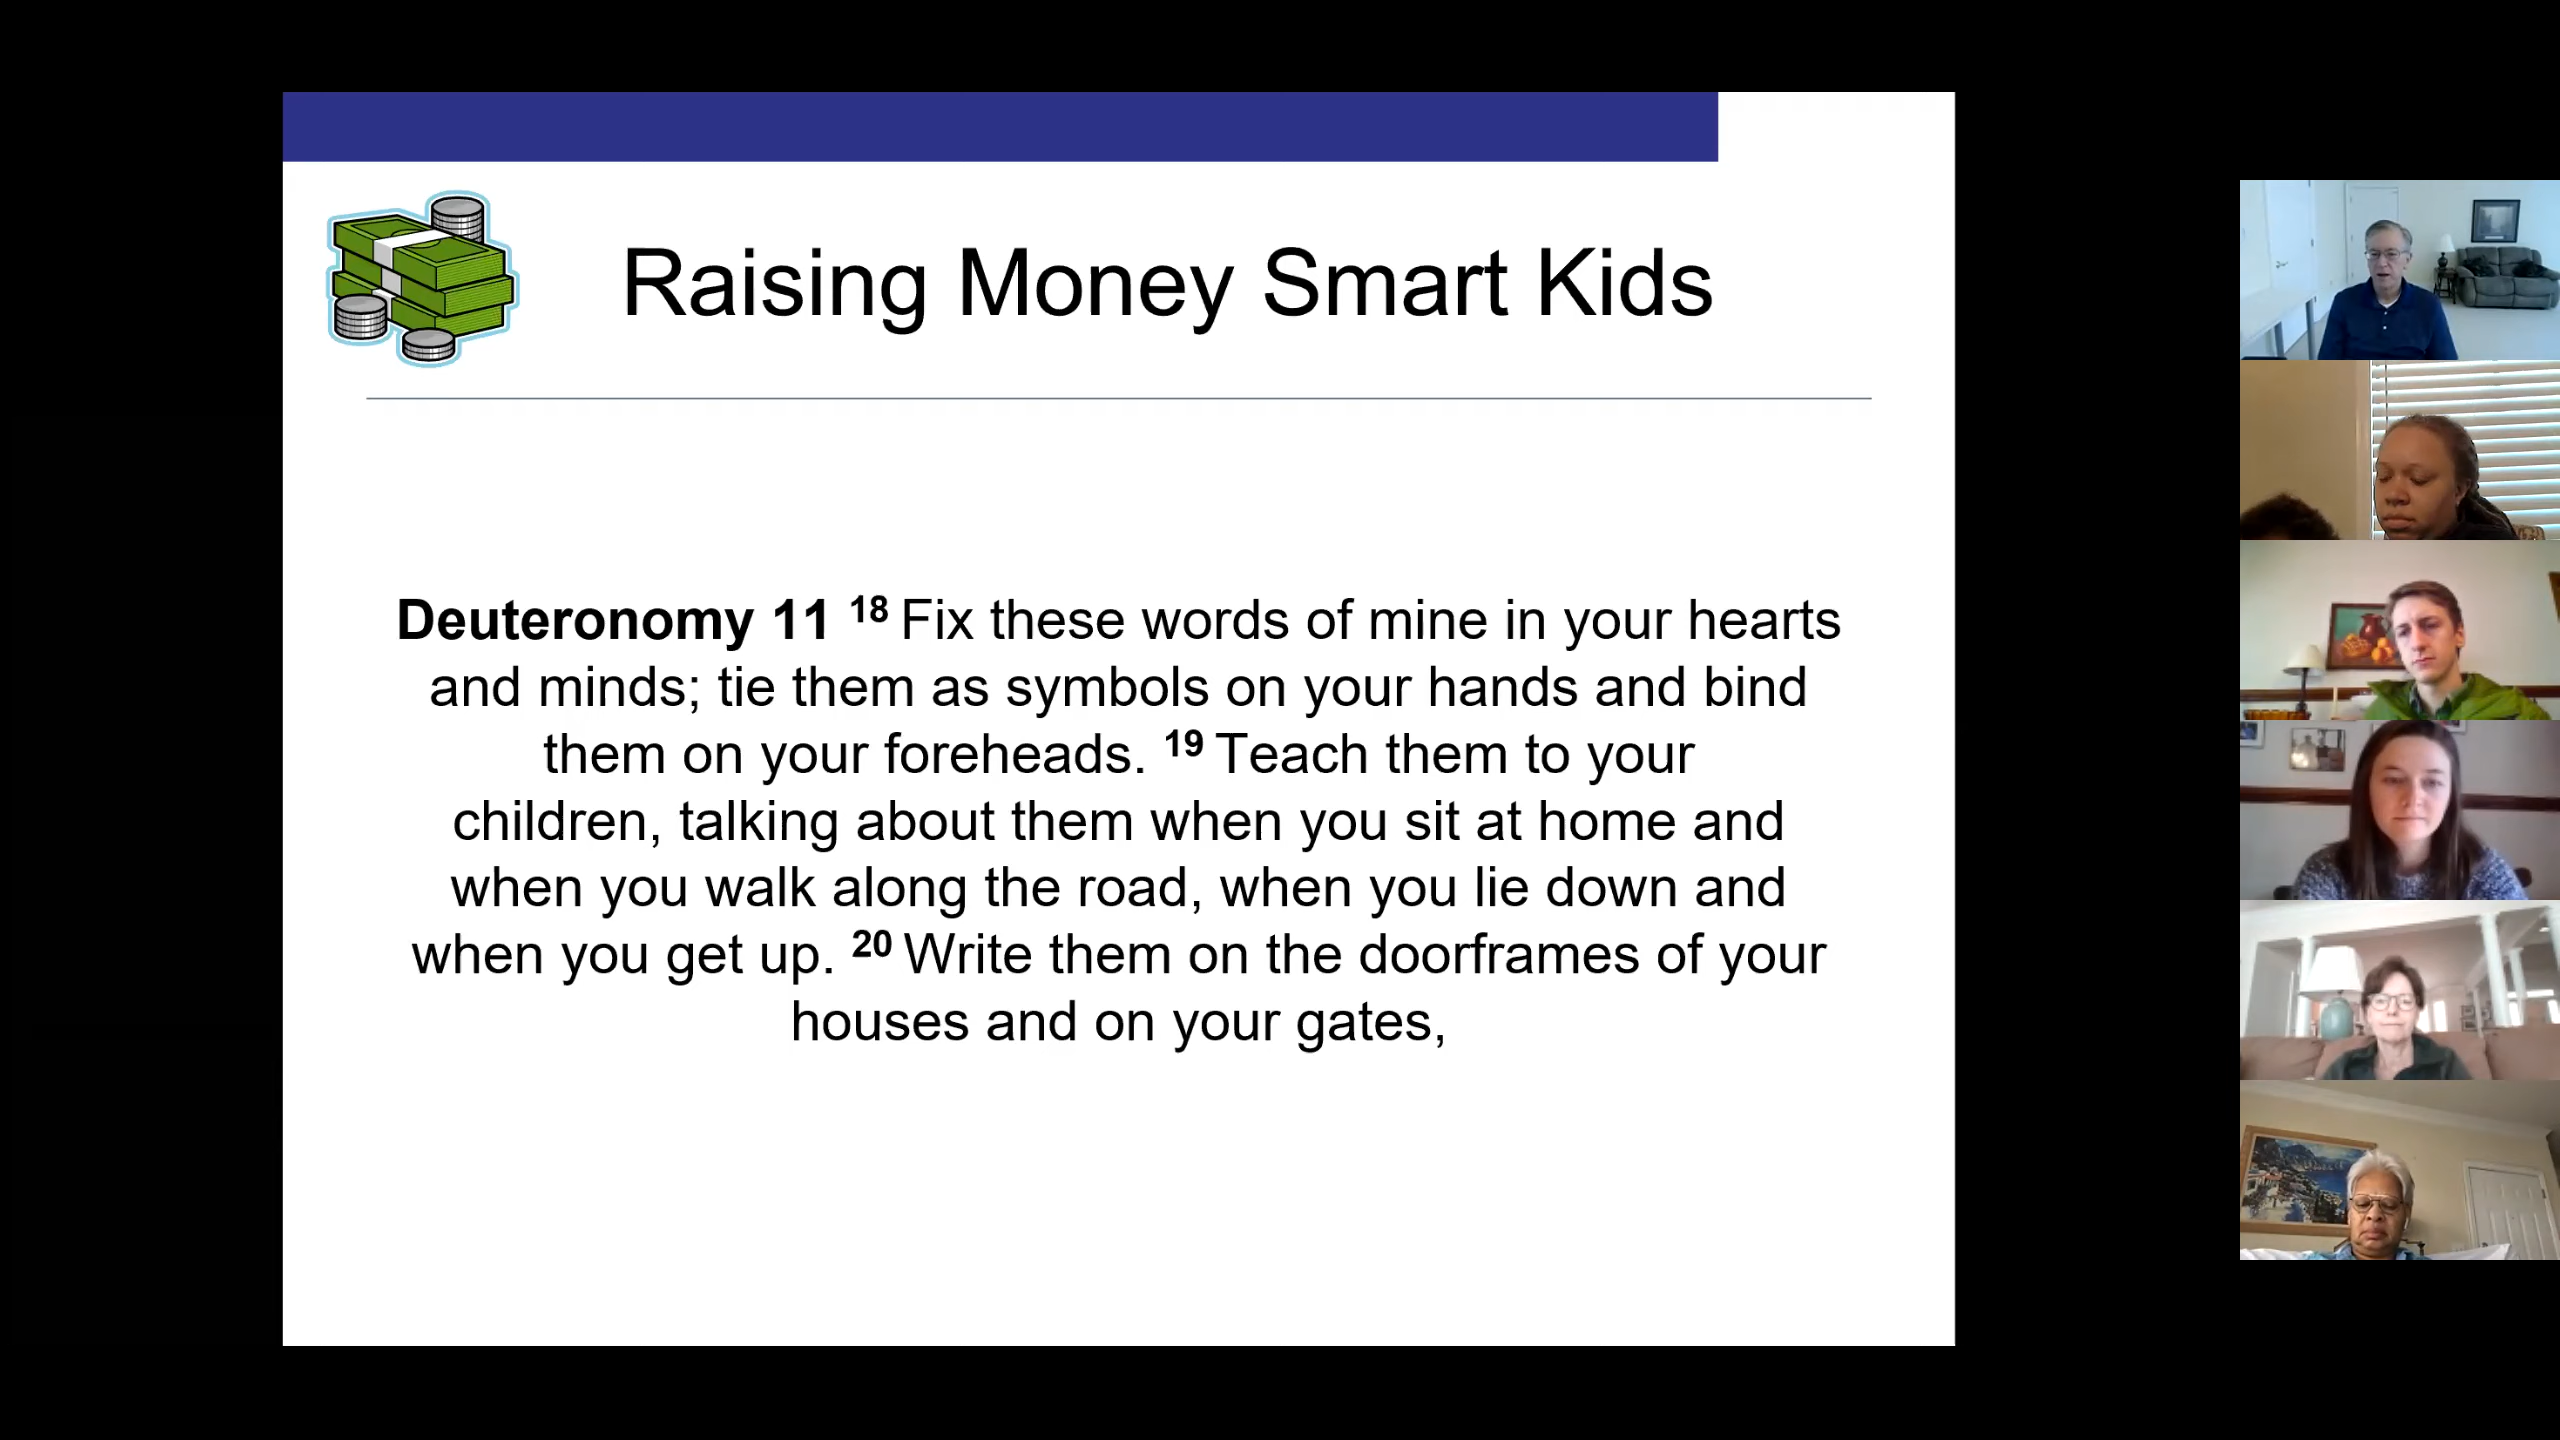 Raising Money Smart Kids
Deuteronomy 11 18 Fix these words of mine in your hearts
and minds; tie them as symbols on your hands and bind
them on your foreheads. 19 Teach them to your
children, talking about them when you sit at home and
when you walk along the road, when you lie down and
when you get up. 20 Write them on the doorframes of your
houses and on your gates,